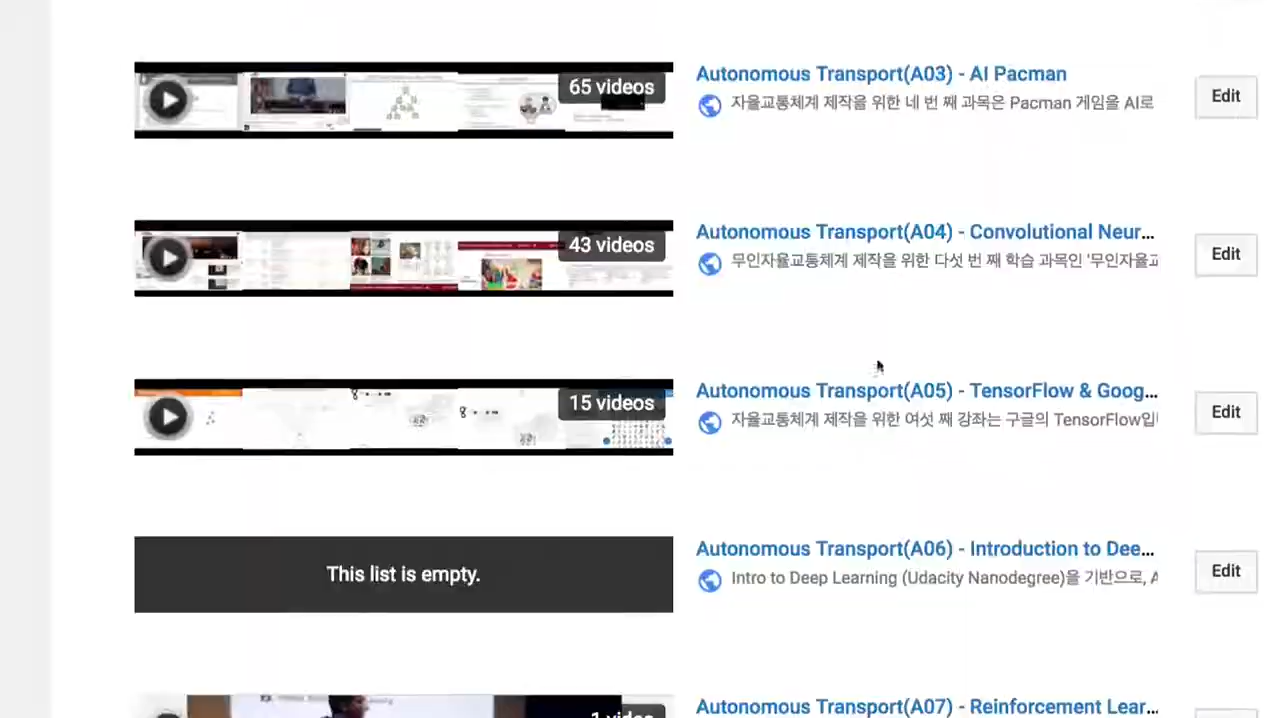 65 videos
Autonomous Transport(A03) - AI Pacman
자율교통체계 제작을 위한 네 번 째 과목은 Pacman 게임을 AI로
Edit
43 videos
Autonomous Transport(A04) - Convolutional Neur...
무인자율교통체계 제작을 위한 다섯 번 째 학습 과목인 '무인자율교
Edit
15 videos
Autonomous Transport(A05) - TensorFlow & Goog...
자율교통체계 제작을 위한 여섯 째 강좌는 구글의 TensorFlow입
Edit
This list is empty.
Autonomous Transport(A06) - Introduction to Dee...
Intro to Deep Learning (Udacity Nanodegree)을 기반으로, A
Edit
1 video
Autonomous Transport(A07) - Reinforcement Lear...